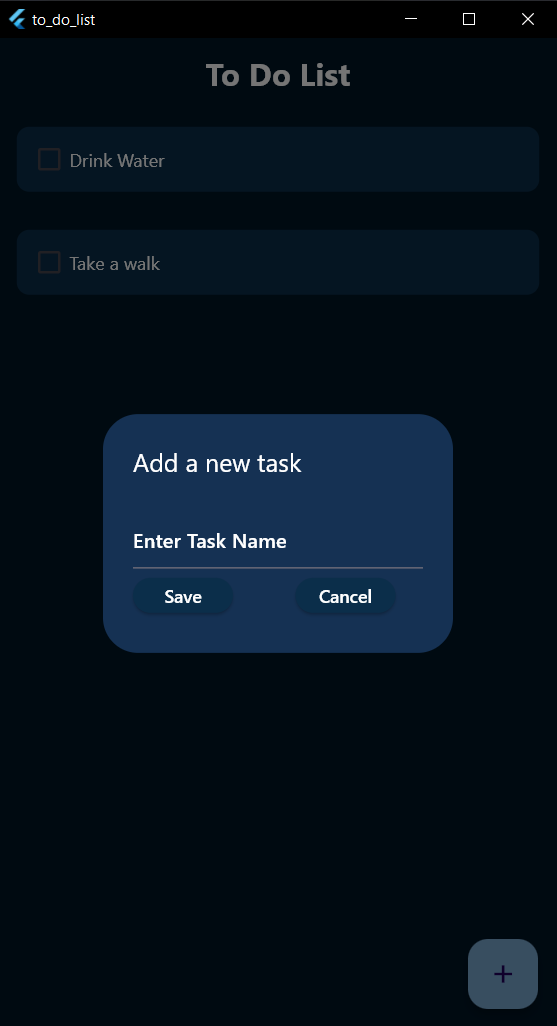 to_do_list
To Do List
Drink Water
Take a walk
Add a new task
Enter Task Name
Save Cancel
+